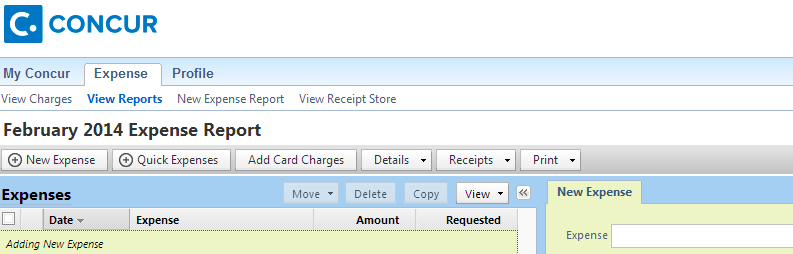 C. CONCUR
My Concur Expense Profile
View Charges View Reports New Expense Report View Receipt Store
February 2014 Expense Report
New Expense Quick Expenses Add Card Charges Details Receipts Print
Expenses Move Delete Copy View New Expense
Date Expense Amount Requested
Expense
Adding New Expense